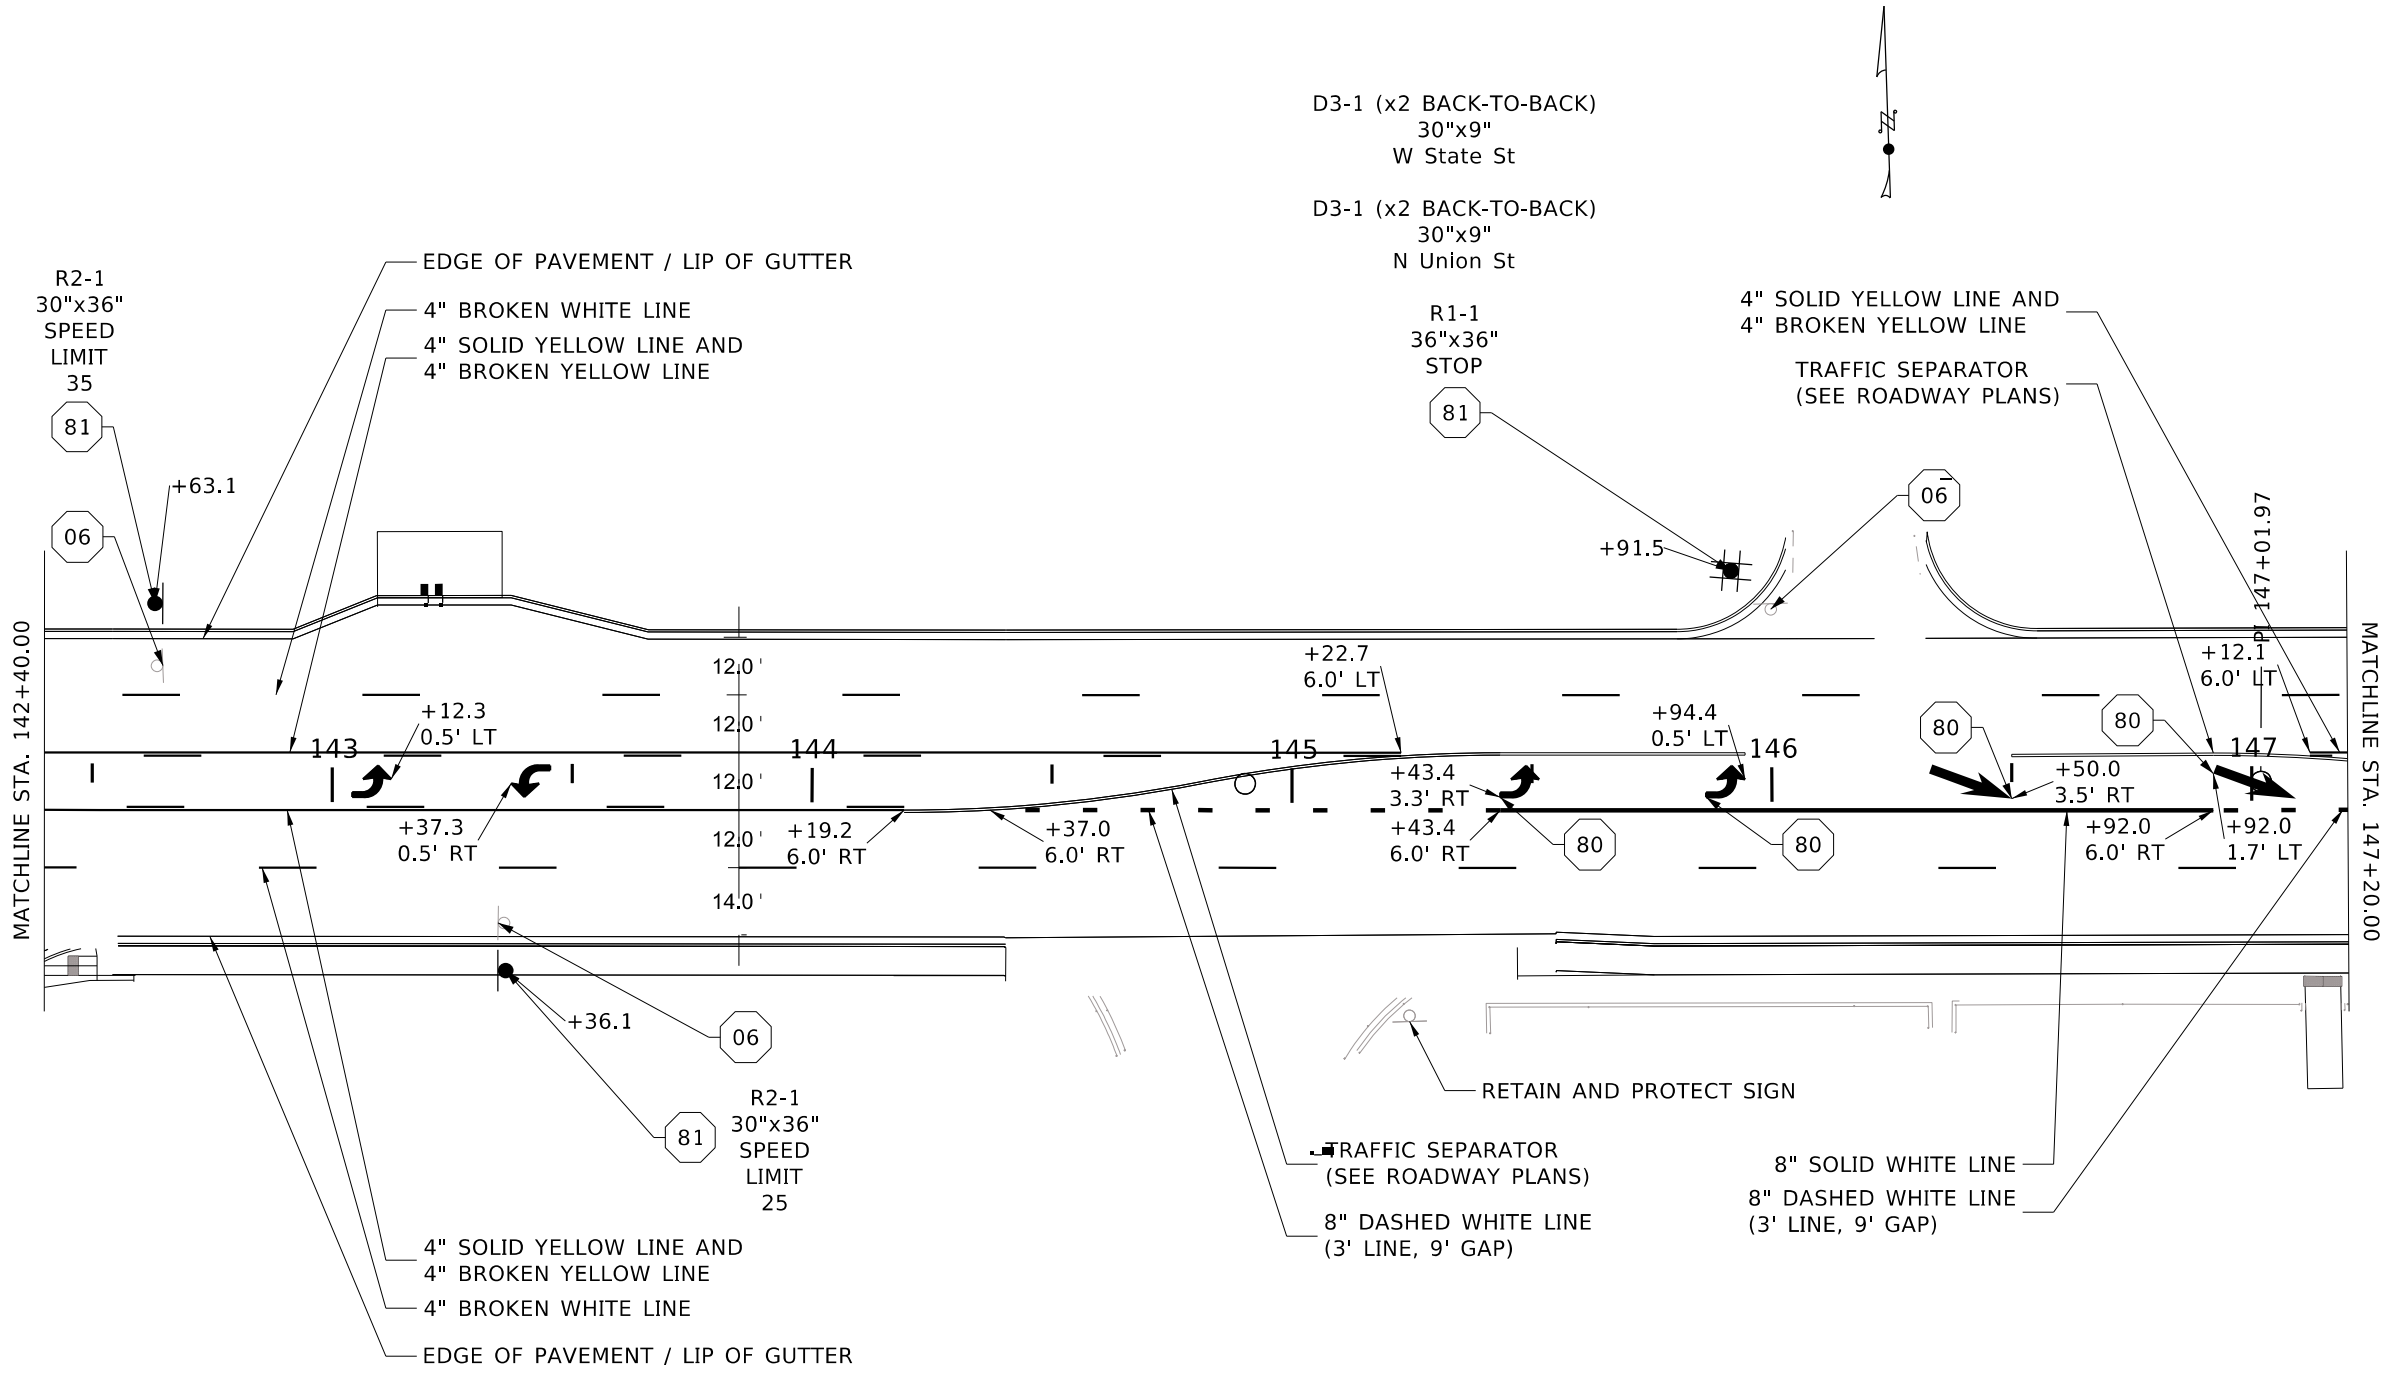 D3-1 (x2 BACK-TO-BACK)
30"x9"
W State St
D3-1 (x2 BACK-TO-BACK)
30"x9"
N Union St
R1-1
36"x36"
STOP
81
+91.5
R2-1
30"x36"
SPEED
LIMIT
35
81
+63.1
06
EDGE OF PAVEMENT / LIP OF GUTTER
4" BROKEN WHITE LINE
4" SOLID YELLOW LINE AND
4" BROKEN YELLOW LINE
4" SOLID YELLOW LINE AND
4" BROKEN YELLOW LINE
TRAFFIC SEPARATOR
(SEE ROADWAY PLANS)
06
N
PI 147+01.97
MATCHLINE STA. 142+40.00
MATCHLINE STA. 147+20.00
12.0'
12.0'
12.0'
12.0'
14.0'
143
144
145
146
147
+12.3
0.5' LT
+37.3
0.5' RT
+19.2
6.0' RT
+37.0
6.0' RT
+22.7
6.0' LT
+43.4
3.3' RT
+43.4
6.0' RT
80
+94.4
0.5' LT
80
80
+50.0
3.5' RT
80
+12.1
6.0' LT
+92.0
6.0' RT
+92.0
1.7' LT
+36.1
06
81
R2-1
30"x36"
SPEED
LIMIT
25
RETAIN AND PROTECT SIGN
TRAFFIC SEPARATOR
(SEE ROADWAY PLANS)
8" DASHED WHITE LINE
(3' LINE, 9' GAP)
8" SOLID WHITE LINE
8" DASHED WHITE LINE
(3' LINE, 9' GAP)
4" SOLID YELLOW LINE AND
4" BROKEN YELLOW LINE
4" BROKEN WHITE LINE
EDGE OF PAVEMENT / LIP OF GUTTER